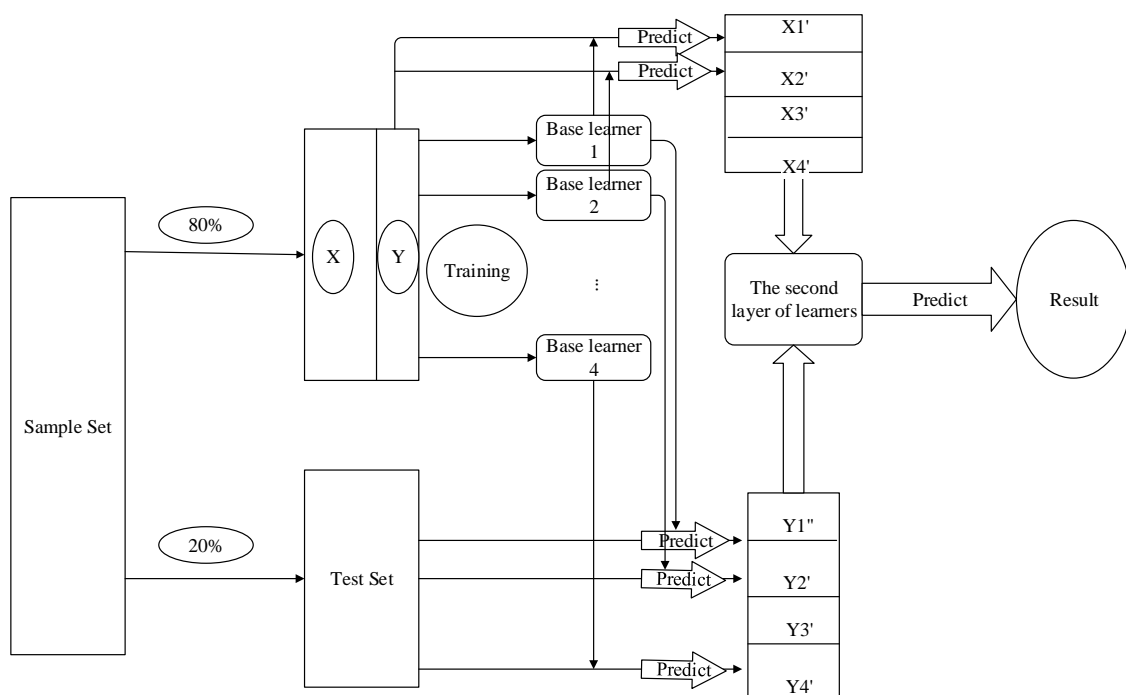 Predict
X1'
Predict
X2'
X3'
X4'
Base learner
1
Base learner
2
80%
X
Y
Training
...
The second
layer of learners
Predict
Result
Base learner
4
Sample Set
20%
Test Set
Predict
Y1"
Predict
Y2'
Y3'
Predict
Y4'